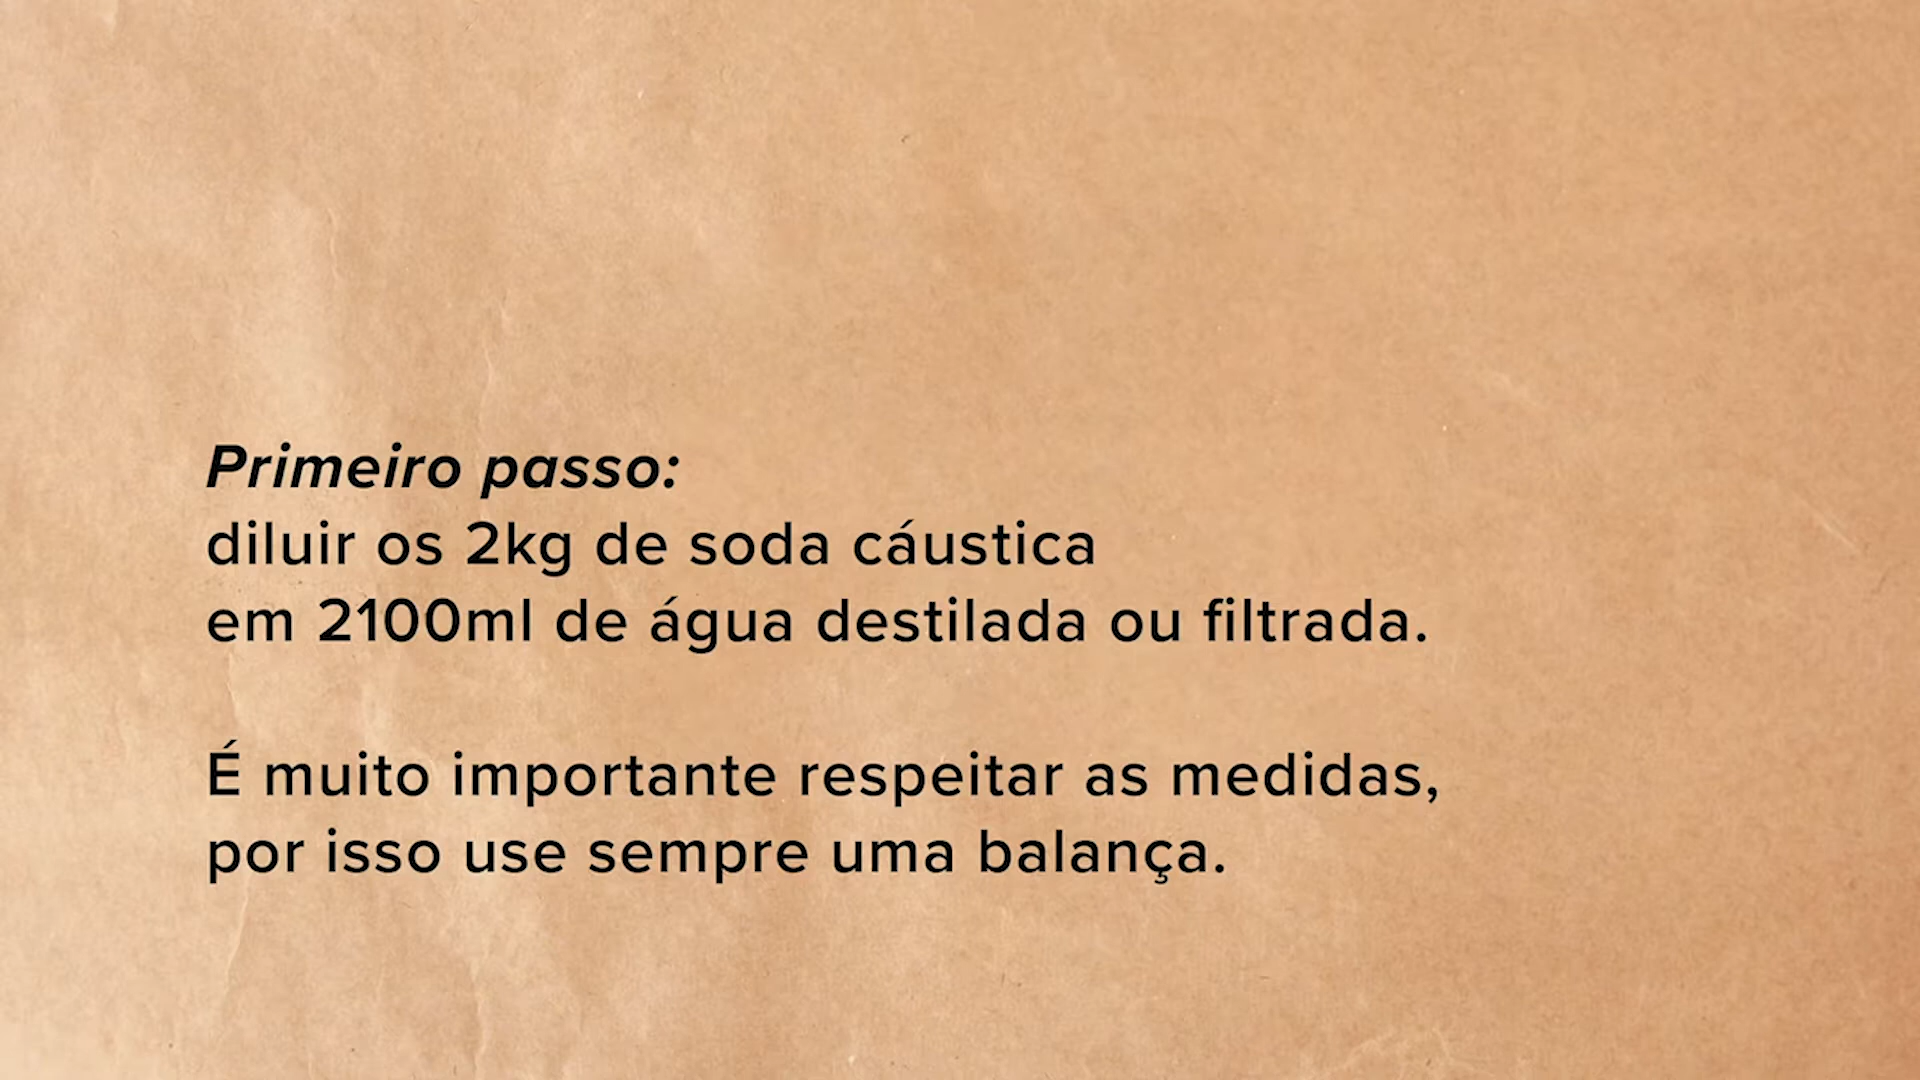 Primeiro passo:
diluir os 2kg de soda cáustica
em 2100ml de água destilada ou filtrada.
É muito importante respeitar as medidas,
por isso use sempre uma balança.